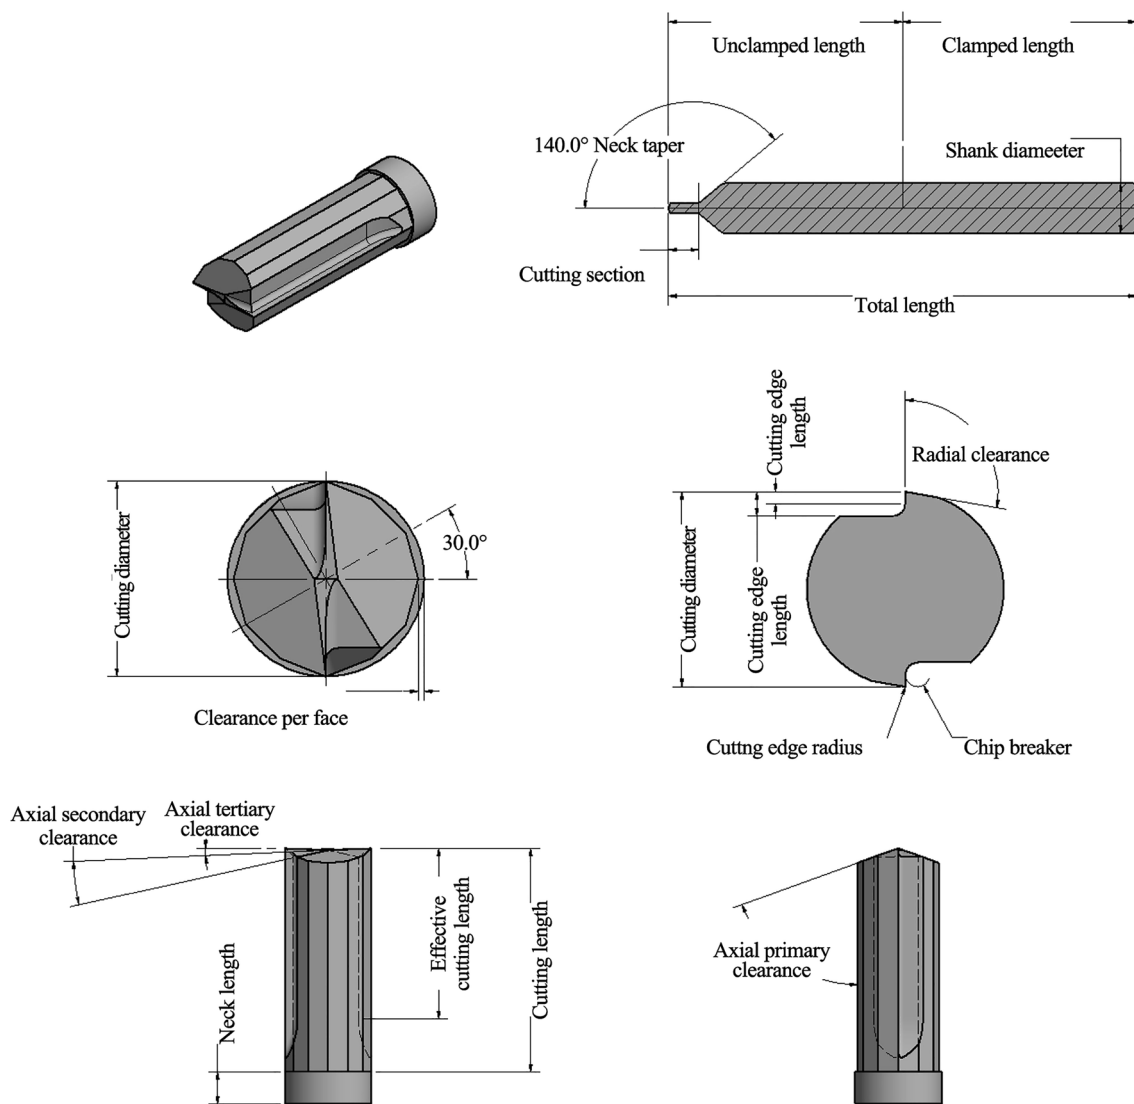 Unclamped length
Clamped length
140.0° Neck taper
Shank diameeter
Cutting section
Total length
Cutting edge
length
Radial clearance
Cutting diameter
30.0°
Cutting diameter
Cutting edge
length
Clearance per face
Cuttng edge radius
Chip breaker
Axial secondary
clearance
Axial tertiary
clearance
Neck length
Effective
cutting length
Cutting length
Axial primary
clearance